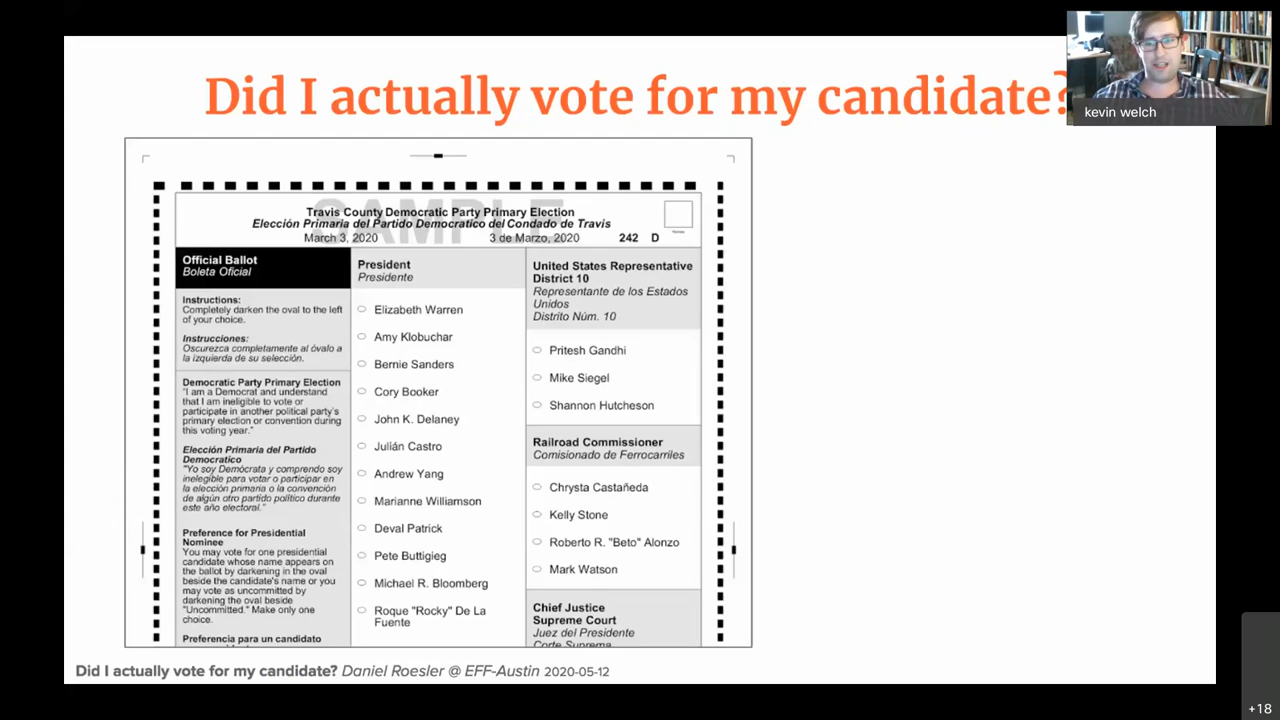 Did I actually vote for my candidate?
kevin welch
SAMPLE
Travis County Democratic Party Primary Election
Elección Primaria del Partido Democratico del Condado de Travis
March 3, 2020 3 de Marzo, 2020 242 D
Official Ballot
Boleta Oficial
Instructions:
Completely darken the oval to the left
of your choice.
Instrucciones:
Oscurezca completamente al óvalo a
la izquierda de su selección.
Democratic Party Primary Election
"I am a Democrat and understand
that I am ineligible to vote or
participate in another political party's
primary election or convention during
this voting year."
Elección Primaria del Partido
Democratico
"Yo soy Demócrata y comprendo soy
inelegible para votar o participar en
la elección primaria o la convención
de algún otro partido político durante
este año electoral."
Preference for Presidential
Nominee
You may vote for one presidential
candidate whose name appears on
the ballot by darkening in the oval
beside the candidate's name or you
may vote as uncommitted by
darkening the oval beside
"Uncommitted." Make only one
choice.
Preferencia para un candidato
President
Presidente
Elizabeth Warren
Amy Klobuchar
Bernie Sanders
Cory Booker
John K. Delaney
Julián Castro
Andrew Yang
Marianne Williamson
Deval Patrick
Pete Buttigieg
Michael R. Bloomberg
Roque "Rocky" De La
Fuente
United States Representative
District 10
Representante de los Estados
Unidos
Distrito Núm. 10
Pritesh Gandhi
Mike Siegel
Shannon Hutcheson
Railroad Commissioner
Comisionado de Ferrocarriles
Chrysta Castañeda
Kelly Stone
Roberto R. "Beto" Alonzo
Mark Watson
Chief Justice
Supreme Court
Juez del Presidente
Corte Suprema
Did I actually vote for my candidate? Daniel Roesler @ EFF-Austin 2020-05-12
+18